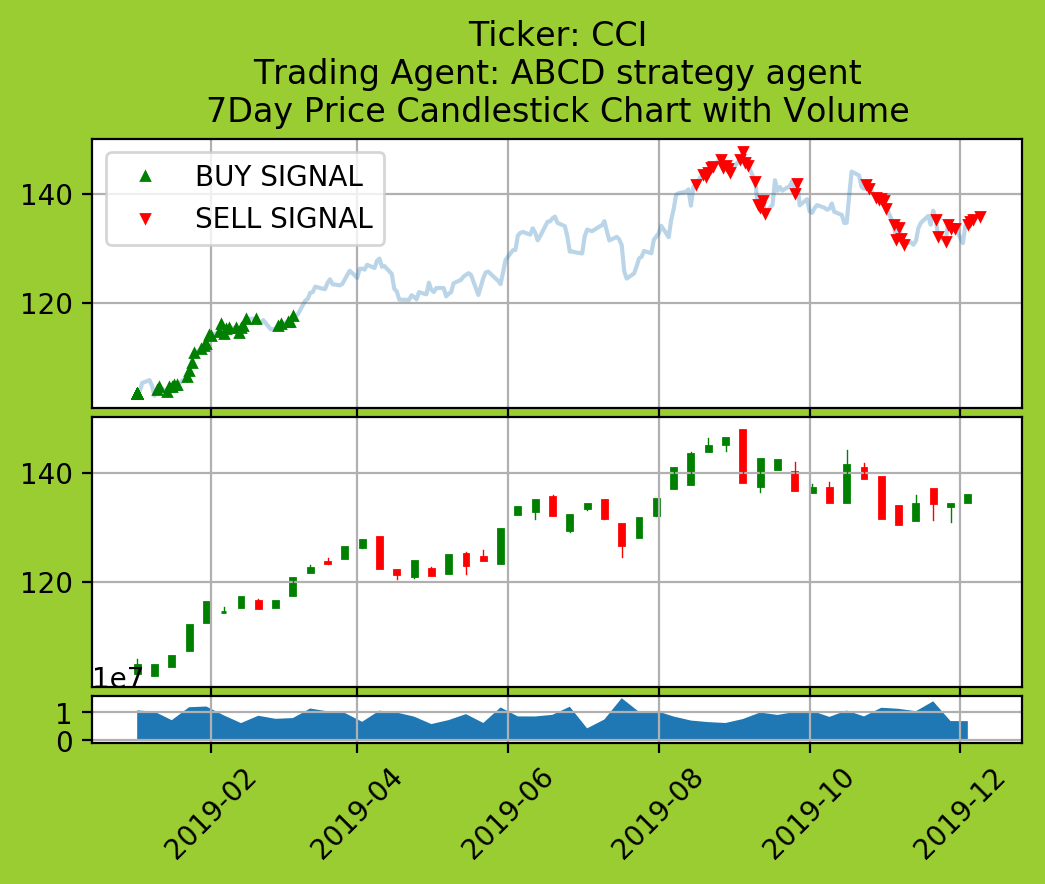 Ticker: CCI
Trading Agent: ABCD strategy agent
7Day Price Candlestick Chart with Volume
BUY SIGNAL
SELL SIGNAL
140
120
140
120
1e7
1
0
2019-02
2019-04
2019-06
2019-08
2019-10
2019-12